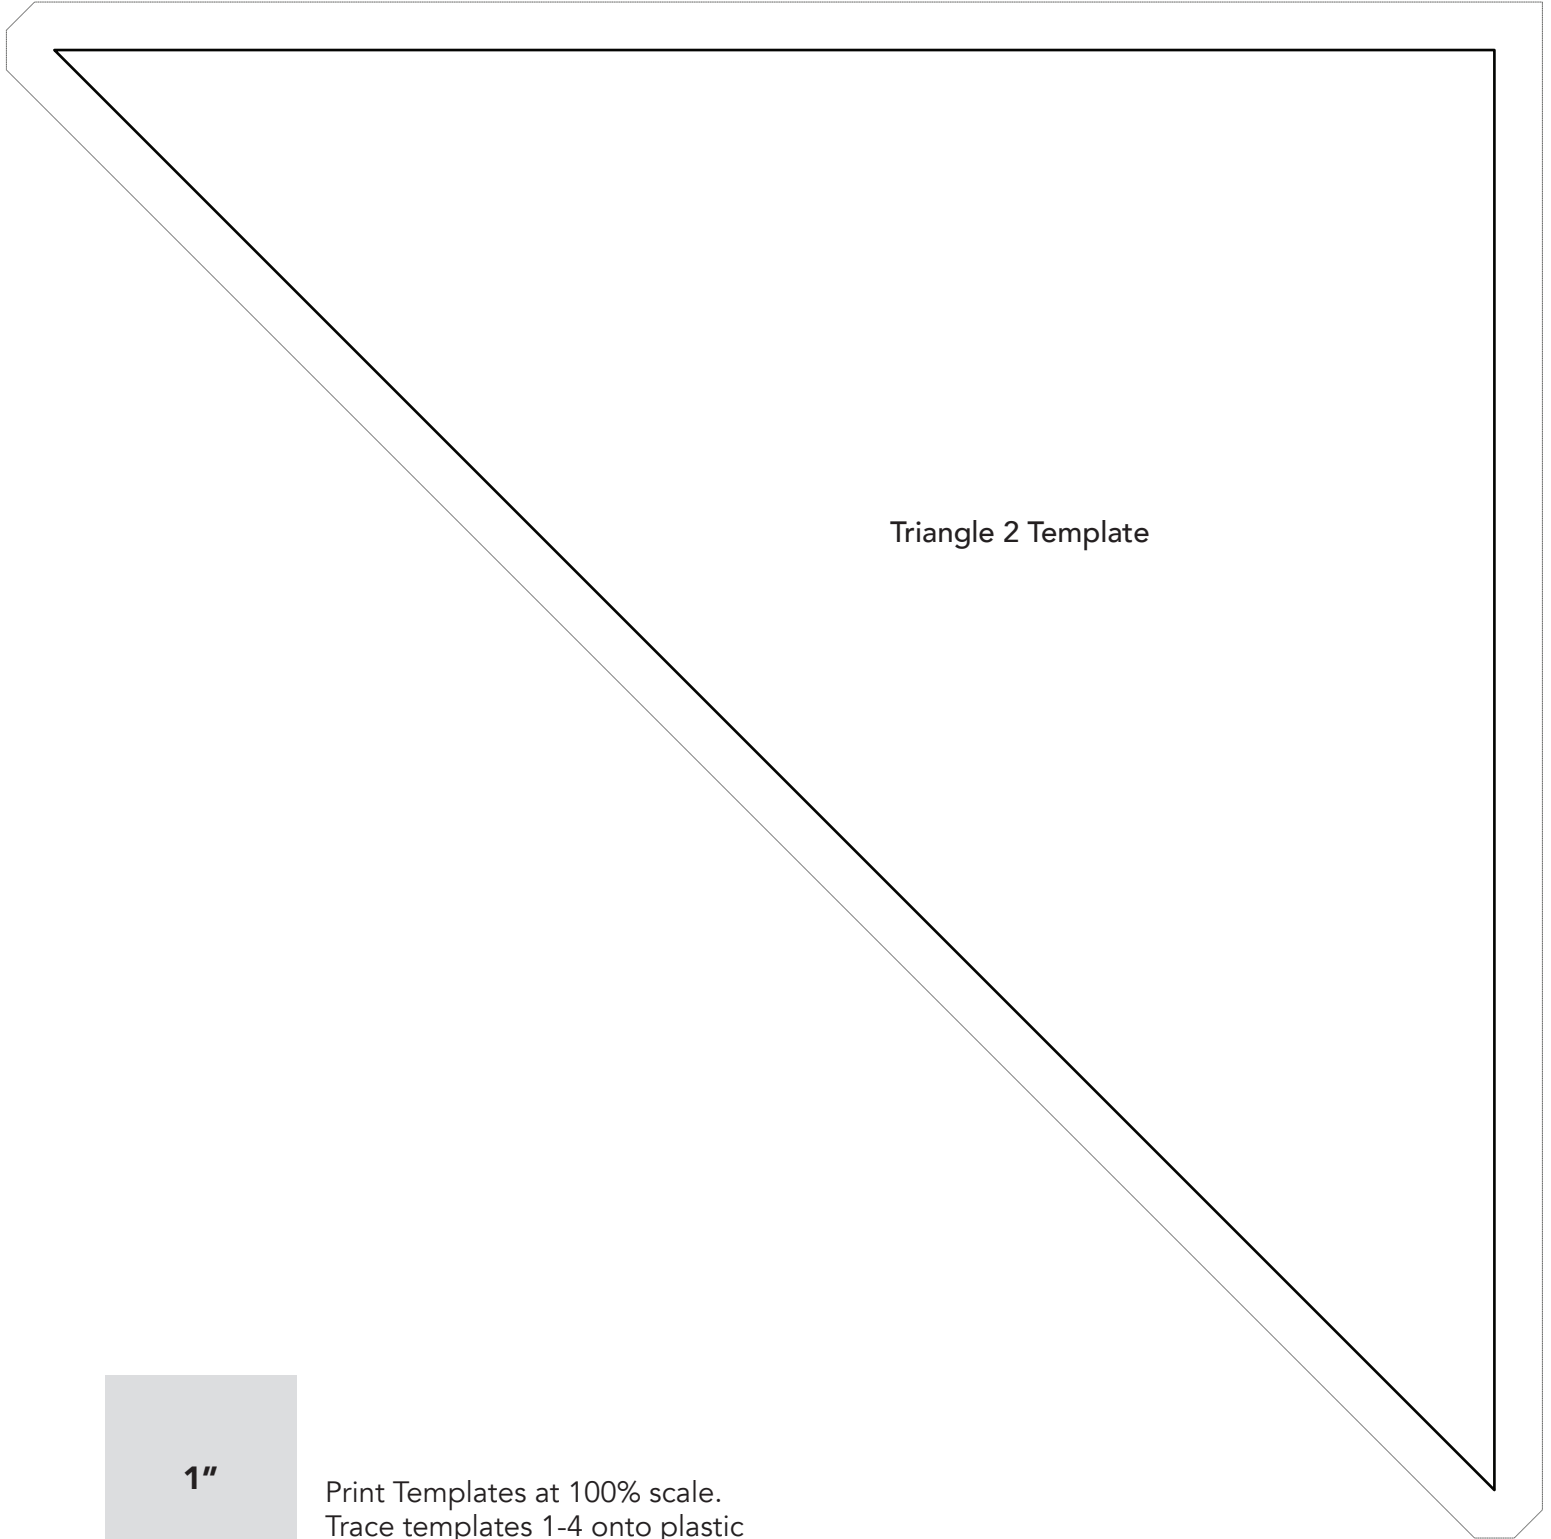 Triangle 2 Template
1”
Print Templates at 100% scale.
Trace templates 1-4 onto plastic